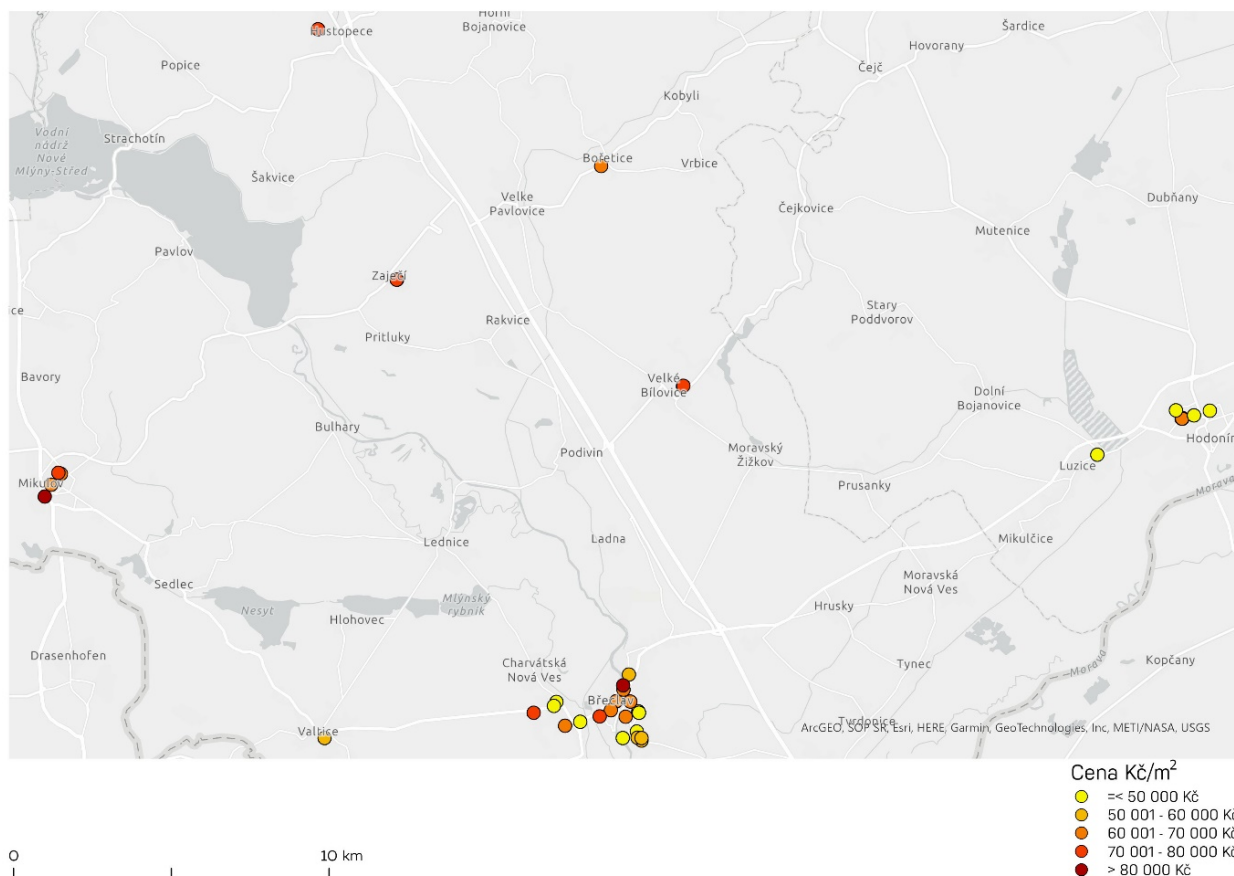 Hustopeče
Horní
Bojanovice
Šardice
Hovorany
Popice
Čejč
Kobyli
Vodní
nádrž
Nové
Mlýny-Střed
Strachotín
Bořetice
Vrbice
Šakvice
Velke
Pavlovice
Čejkovice
Dubňany
Mutenice
Pavlov
Zaječí
Stary
Poddvorov
ice
Rakvice
Pritluky
Bavory
Velké
Bílovice
Dolní
Bojanovice
Bulhary
Hodonín
Podivin
Moravský
Žižkov
Luzice
Mikulov
Prusanky
Morava
Lednice
Ladna
Mikulčice
Sedlec
Moravská
Nová Ves
Nesyt
Mlýnský
rybník
Hrusky
Hlohovec
Drasenhofen
Charvátská
Nová Ves
Tynec
Morava
Kopčany
Břeclav
Valtice
Tvrdonice
ArcGEO, SOP SR, Esri, HERE, Garmin, GeoTechnologies, Inc, METI/NASA, USGS
Cena Kč/m²
=< 50 000 Kč
50 001 - 60 000 Kč
60 001 - 70 000 Kč
70 001 - 80 000 Kč
> 80 000 Kč
0 10 km